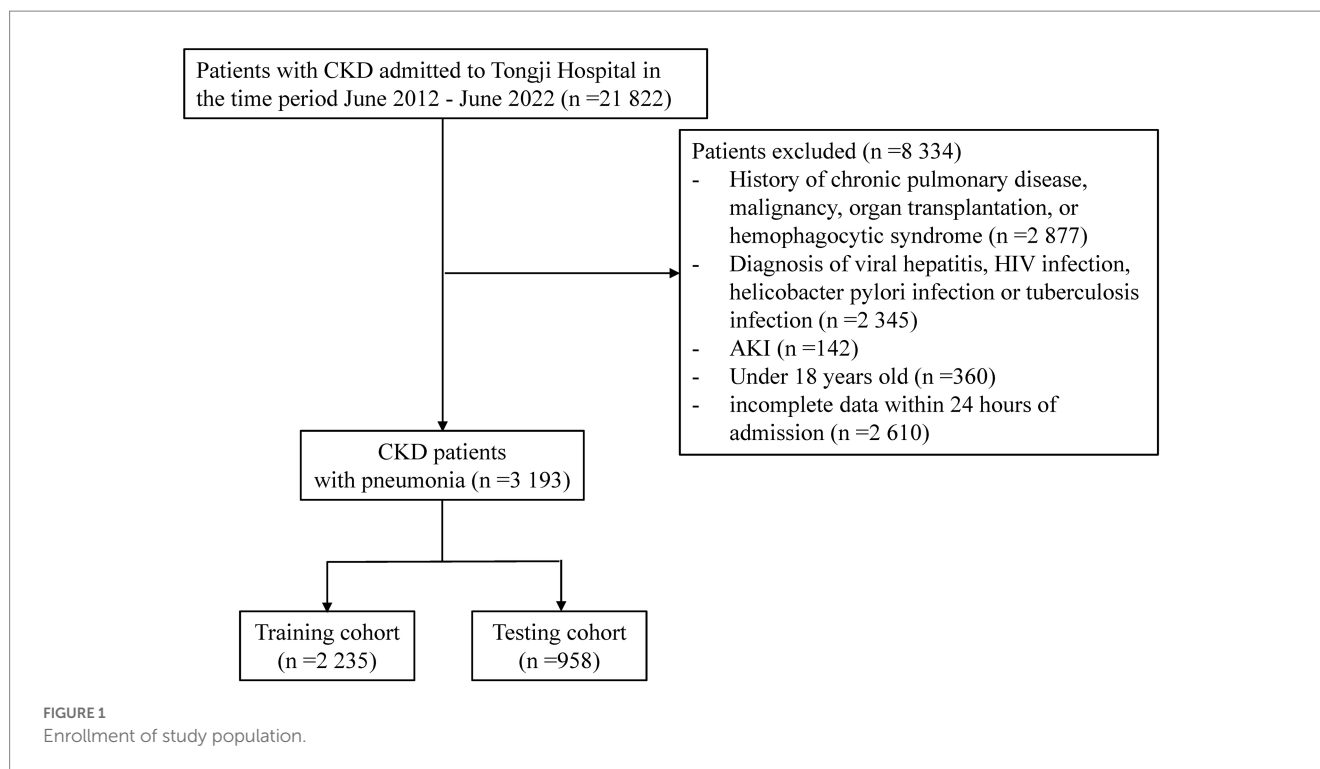 Patients with CKD admitted to Tongji Hospital in
the time period June 2012 - June 2022 (n =21 822)
Patients excluded (n =8 334)
- History of chronic pulmonary disease,
malignancy, organ transplantation, or
hemophagocytic syndrome (n =2 877)
- Diagnosis of viral hepatitis, HIV infection,
helicobacter pylori infection or tuberculosis
infection (n =2 345)
- AKI (n =142)
- Under 18 years old (n =360)
- incomplete data within 24 hours of
admission (n =2 610)
CKD patients
with pneumonia (n =3 193)
Training cohort
(n =2 235)
Testing cohort
(n =958)
FIGURE 1
Enrollment of study population.